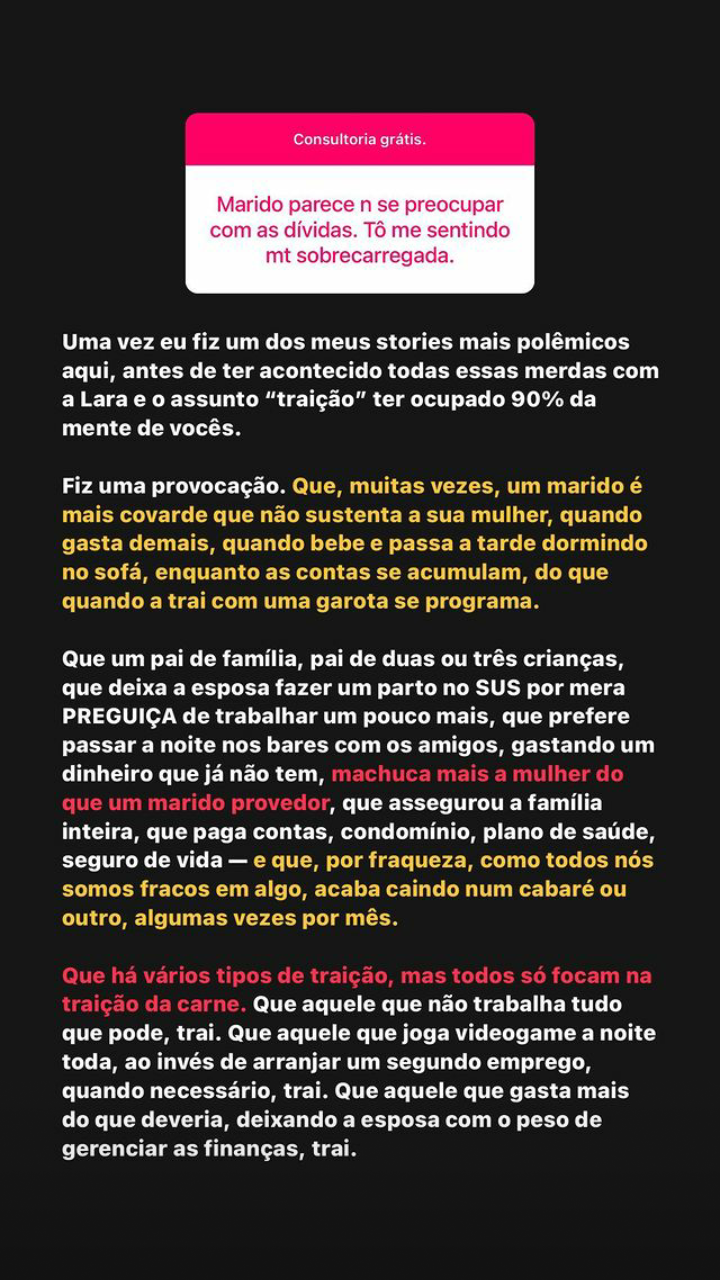 Consultoria grátis.
Marido parece n se preocupar
com as dívidas. Tô me sentindo
mt sobrecarregada.
Uma vez eu fiz um dos meus stories mais polêmicos
aqui, antes de ter acontecido todas essas merdas com
a Lara e o assunto “traição” ter ocupado 90% da
mente de vocês.
Fiz uma provocação. Que, muitas vezes, um marido é
mais covarde que não sustenta a sua mulher, quando
gasta demais, quando bebe e passa a tarde dormindo
no sofá, enquanto as contas se acumulam, do que
quando a trai com uma garota se programa.
Que um pai de família, pai de duas ou três crianças,
que deixa a esposa fazer um parto no SUS por mera
PREGUIÇA de trabalhar um pouco mais, que prefere
passar a noite nos bares com os amigos, gastando um
dinheiro que já não tem, machuca mais a mulher do
que um marido provedor, que assegurou a família
inteira, que paga contas, condomínio, plano de saúde,
seguro de vida — e que, por fraqueza, como todos nós
somos fracos em algo, acaba caindo num cabaré ou
outro, algumas vezes por mês.
Que há vários tipos de traição, mas todos só focam na
traição da carne. Que aquele que não trabalha tudo
que pode, trai. Que aquele que joga videogame a noite
toda, ao invés de arranjar um segundo emprego,
quando necessário, trai. Que aquele que gasta mais
do que deveria, deixando a esposa com o peso de
gerenciar as finanças, trai.